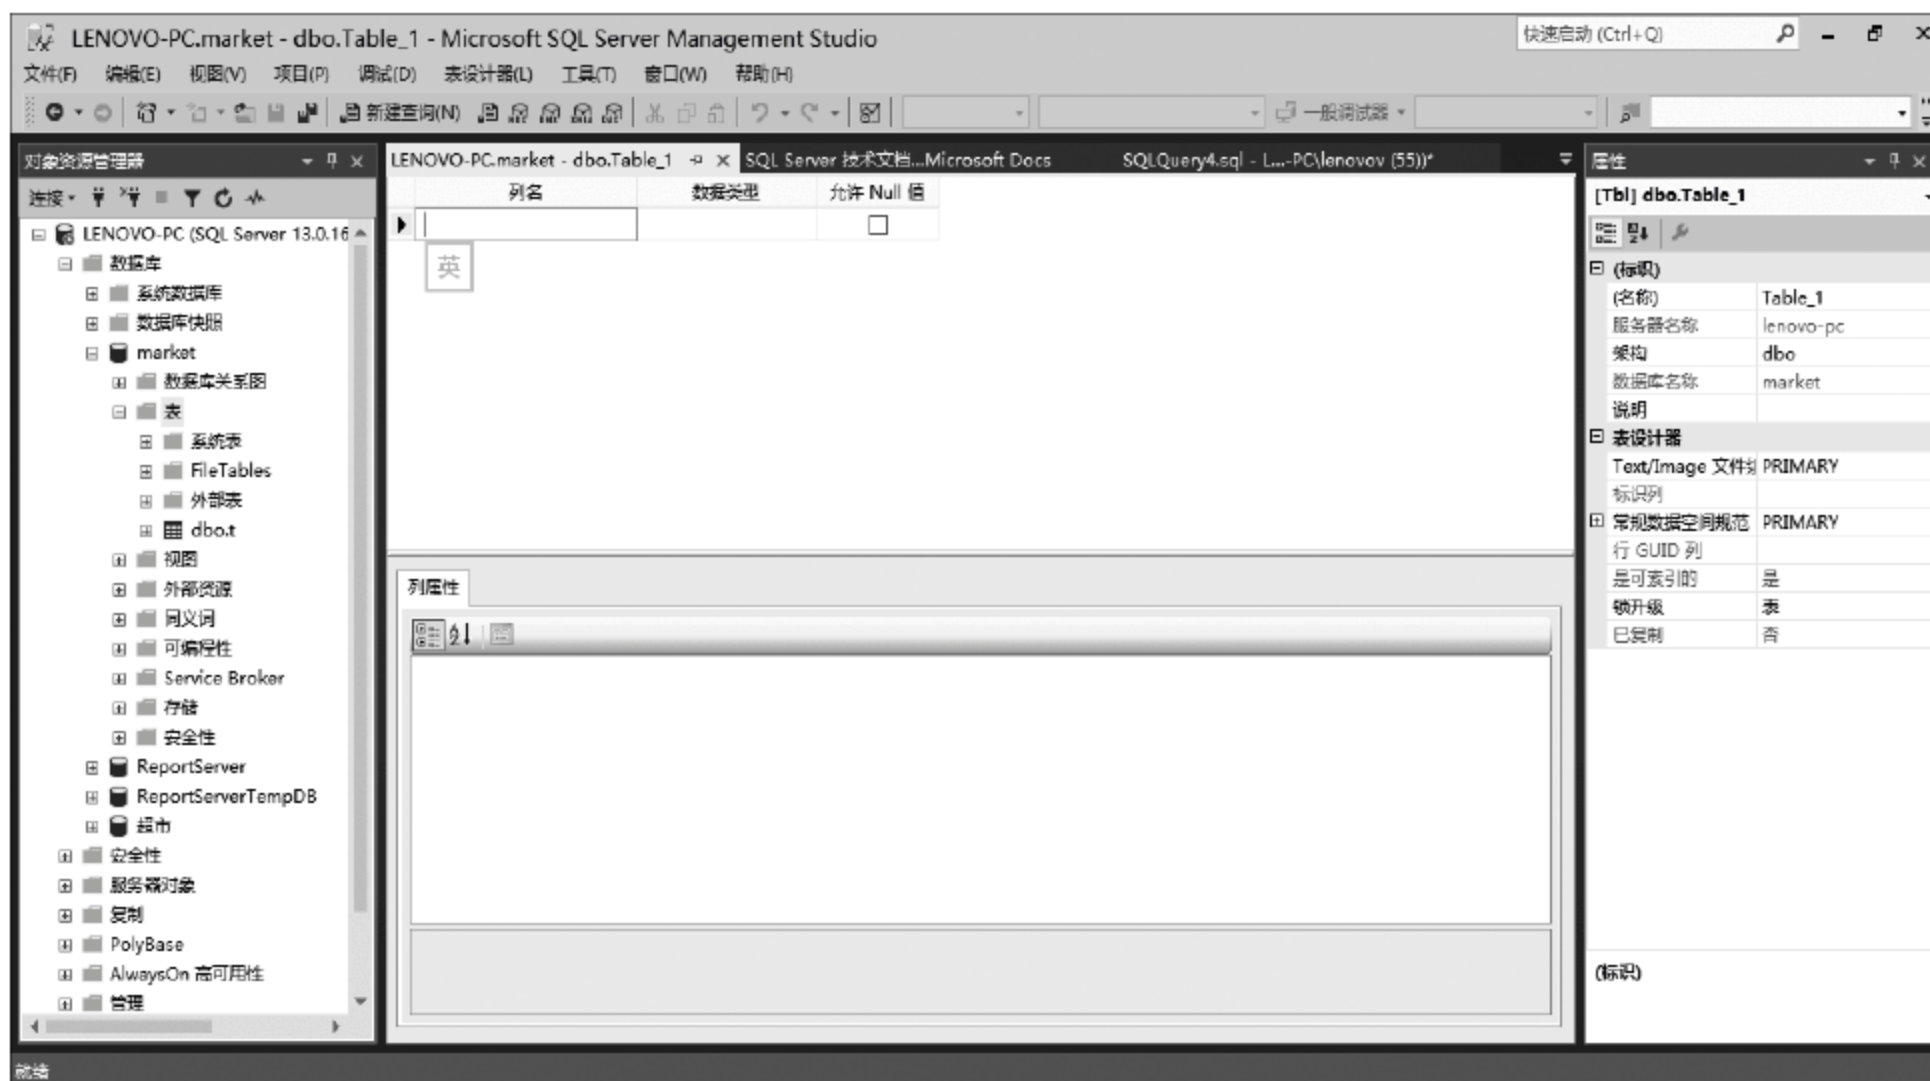 LENOVO-PC.market - dbo.Table_1 - Microsoft SQL Server Management Studio
快速启动 (Ctrl+Q)
文件(F) 编辑(E) 视图(V) 项目(P) 调试(D) 表设计器(L) 工具(T) 窗口(W) 帮助(H)
新建查询(N) 一般调试器
对象资源管理器
连接
LENOVO-PC (SQL Server 13.0.16
数据库
系统数据库
数据库快照
market
数据库关系图
表
系统表
FileTables
外部表
dbo.t
视图
外部资源
同义词
可编程性
Service Broker
存储
安全性
ReportServer
ReportServerTempDB
超市
安全性
服务器对象
复制
PolyBase
AlwaysOn 高可用性
管理
LENOVO-PC.market - dbo.Table_1 SQL Server 技术文档...Microsoft Docs SQLQuery4.sql - L...-PC\lenovov (55))*
列名 数据类型 允许 Null 值
英
列属性
属性
[Tbl] dbo.Table_1
(标识)
(名称) Table_1
服务器名称 lenovo-pc
架构 dbo
数据库名称 market
说明
表设计器
Text/Image 文件 PRIMARY
标识列
常规数据空间规范 PRIMARY
行 GUID 列
是可索引的 是
锁升级 表
已复制 否
(标识)
就绪